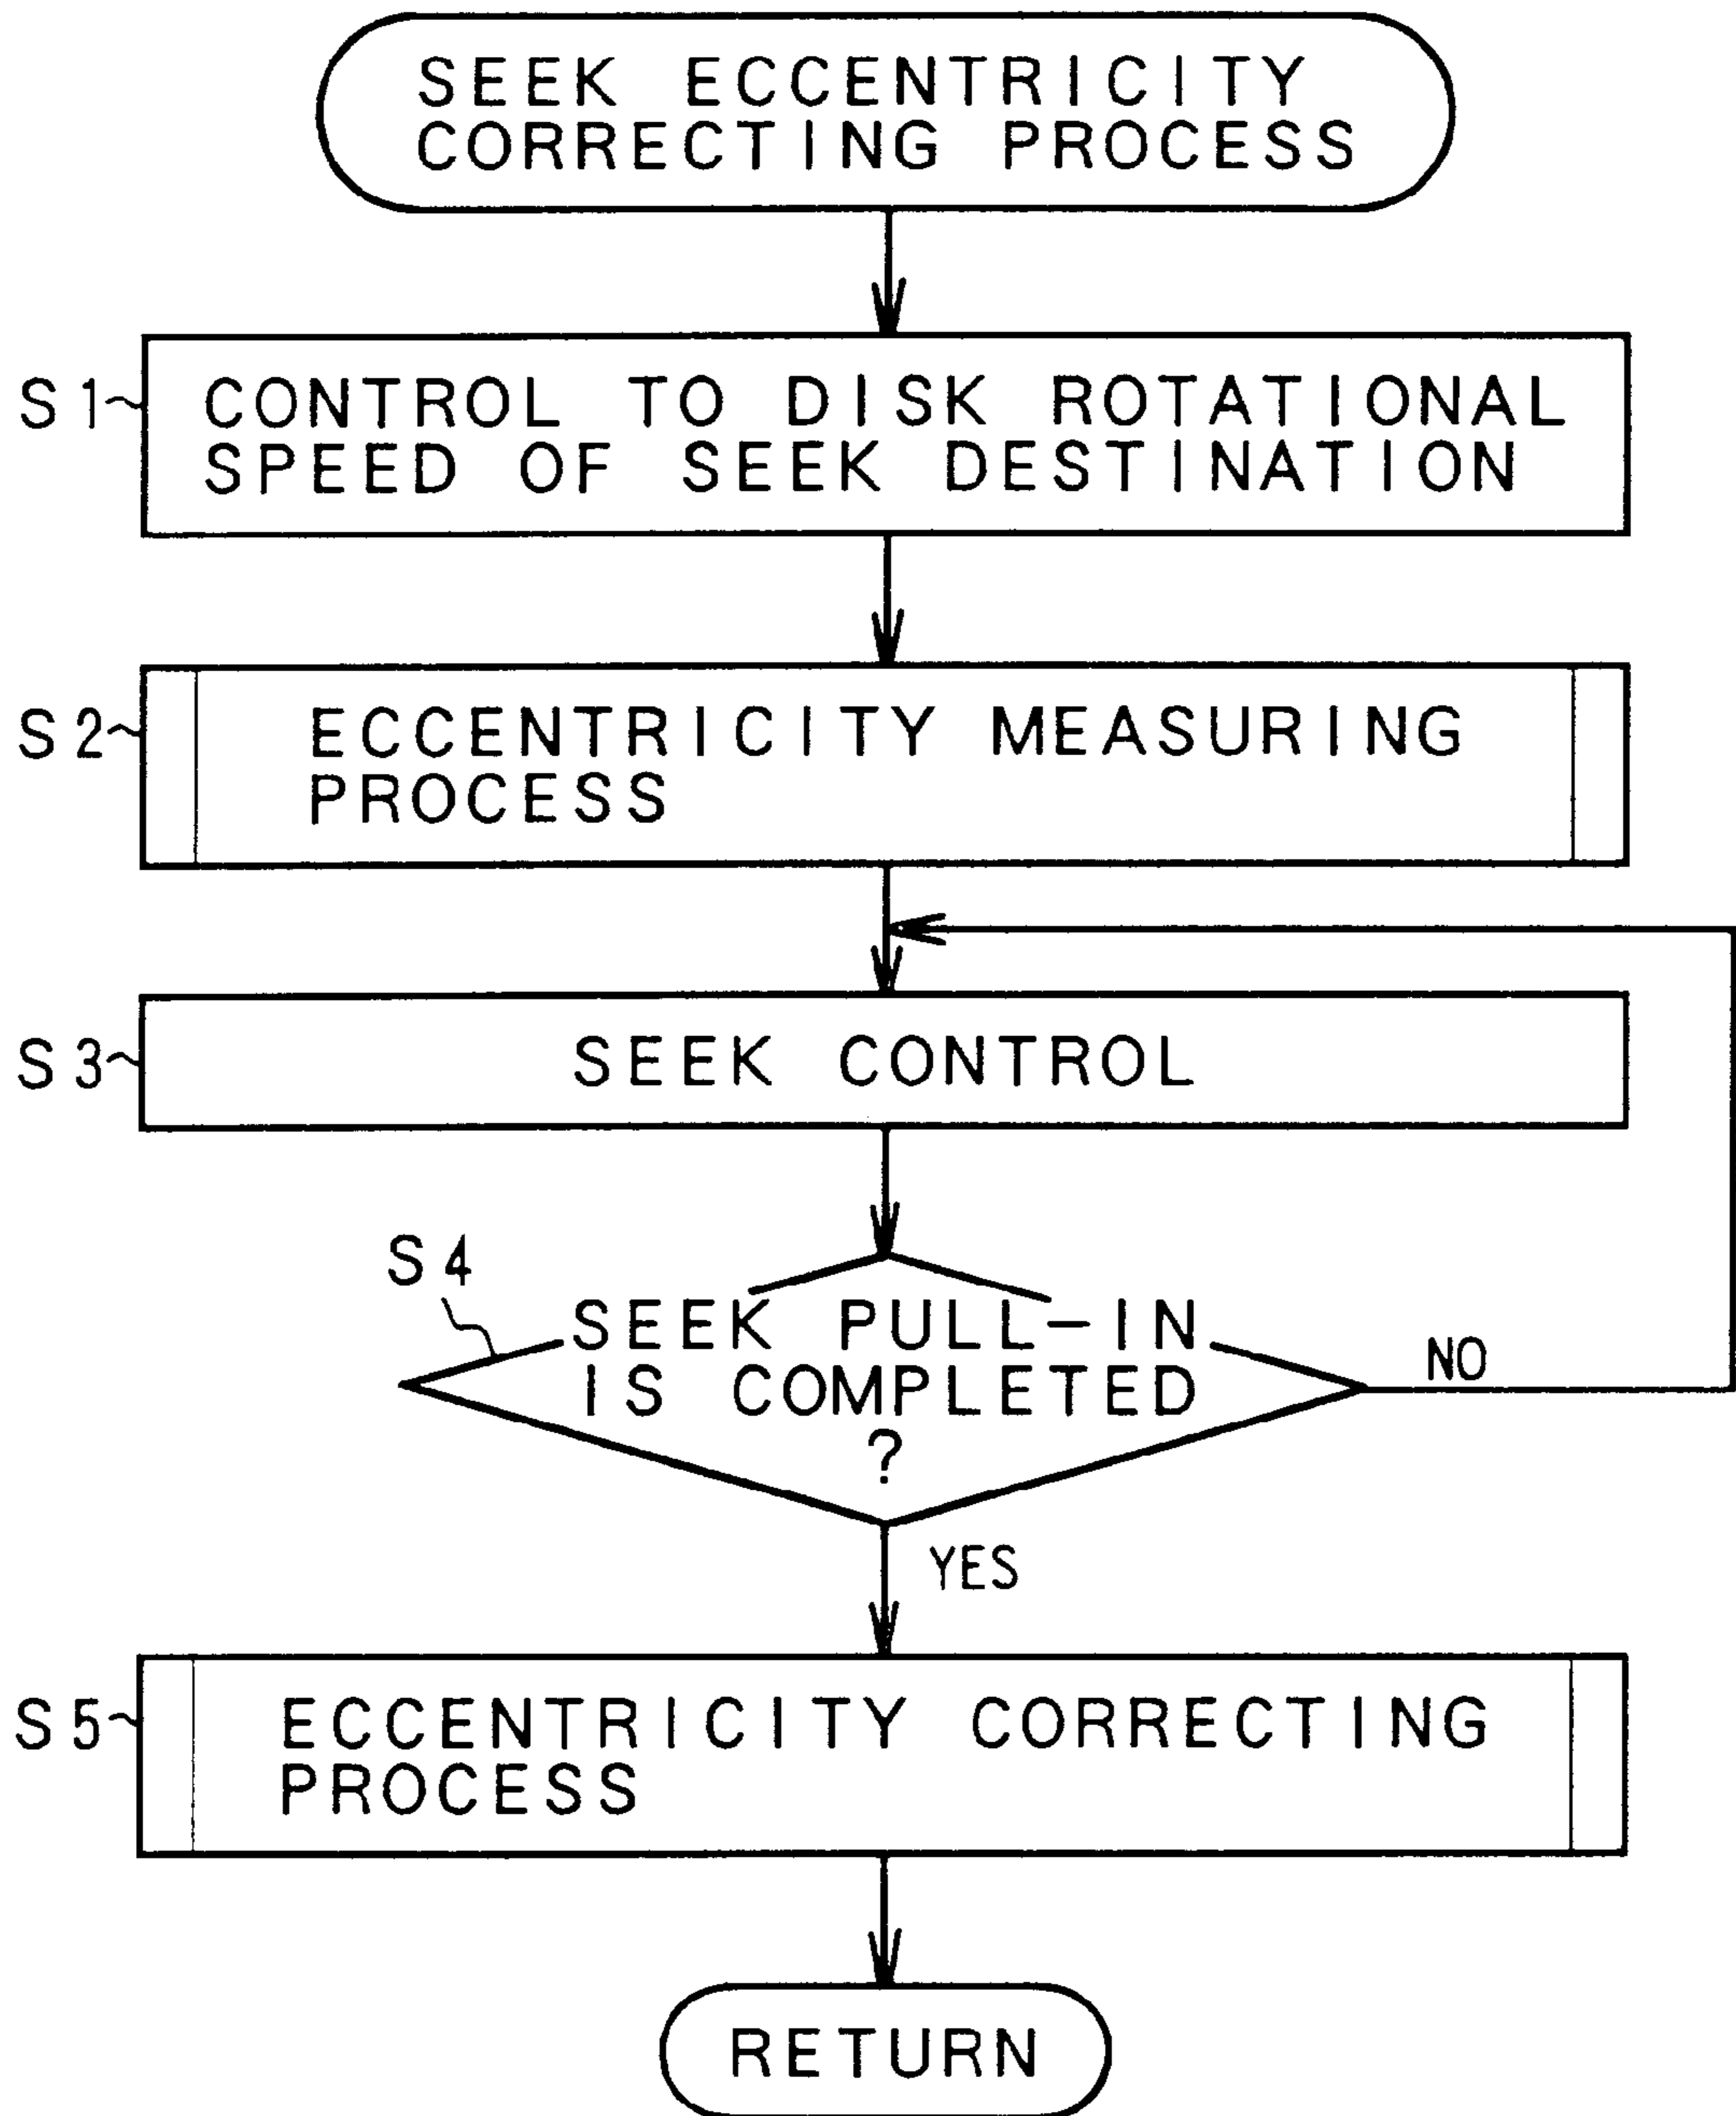 SEEK ECCENTRICITY
CORRECTING PROCESS
S1
CONTROL TO DISK ROTATIONAL
SPEED OF SEEK DESTINATION
S2
ECCENTRICITY MEASURING
PROCESS
S3
SEEK CONTROL
S4
SEEK PULL-IN
IS COMPLETED
?
NO
YES
S5
ECCENTRICITY CORRECTING
PROCESS
RETURN